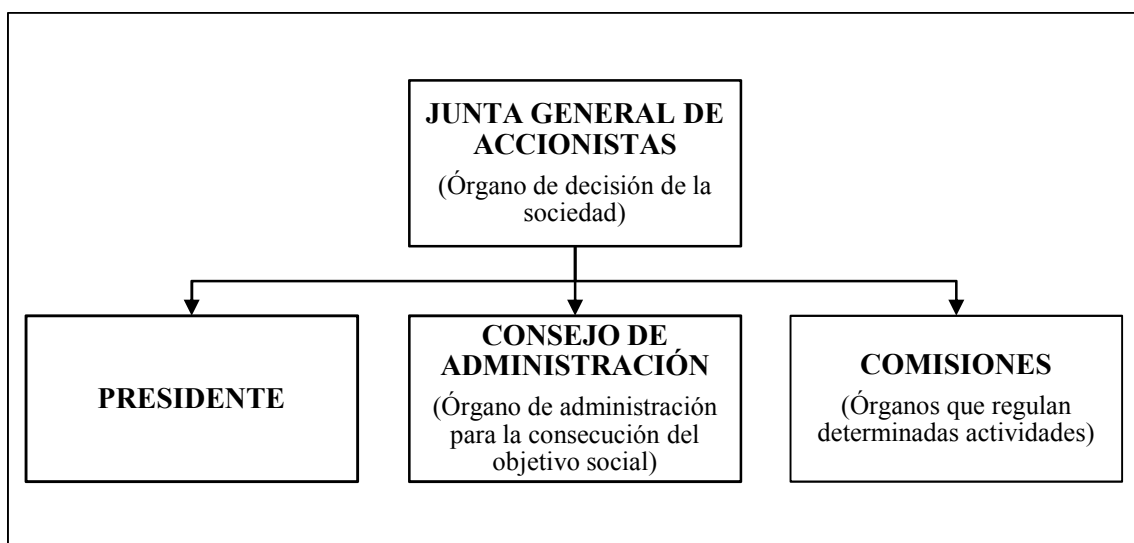 JUNTA GENERAL DE
ACCIONISTAS
(Órgano de decisión de la
sociedad)
PRESIDENTE
CONSEJO DE
ADMINISTRACIÓN
(Órgano de administración
para la consecución del
objetivo social)
COMISIONES
(Órganos que regulan
determinadas actividades)